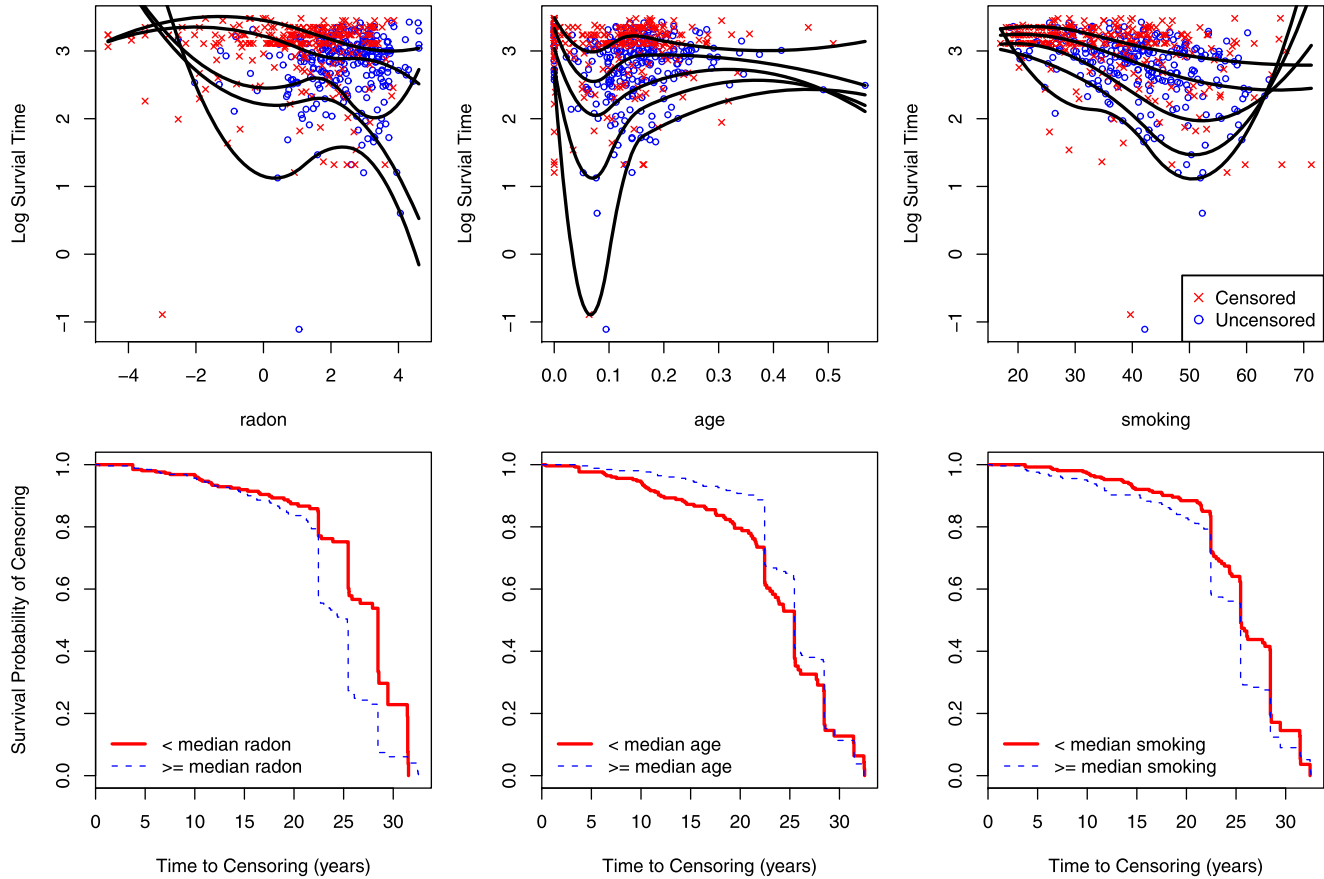 Log Survial Time
3
2
1
0
−1
−4 −2 0 2 4
radon
Log Survial Time
3
2
1
0
−1
0.0 0.1 0.2 0.3 0.4 0.5
age
Log Survial Time
3
2
1
0
−1
Censored
Uncensored
20 30 40 50 60 70
smoking
Survival Probability of Censoring
1.0
0.8
0.6
0.4
0.2
0.0
< median radon
>= median radon
0 5 10 15 20 25 30
Time to Censoring (years)
1.0
0.8
0.6
0.4
0.2
0.0
< median age
>= median age
0 5 10 15 20 25 30
Time to Censoring (years)
1.0
0.8
0.6
0.4
0.2
0.0
< median smoking
>= median smoking
0 5 10 15 20 25 30
Time to Censoring (years)